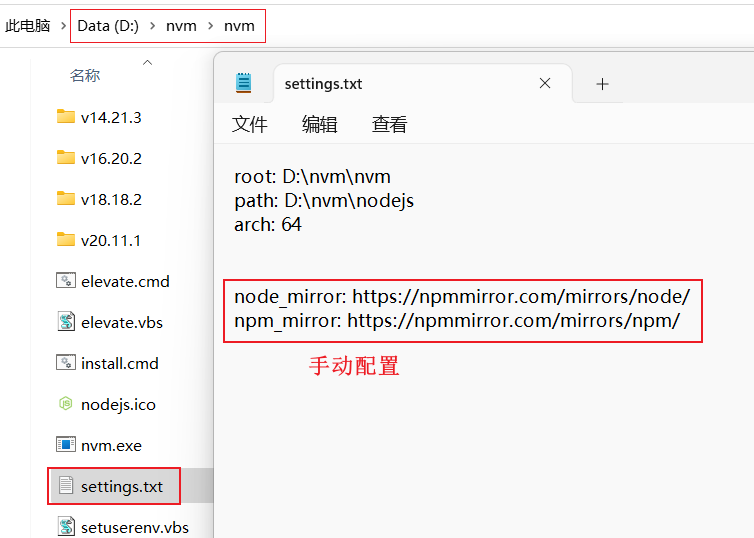 此电脑 > Data (D:) > nvm > nvm
名称
v14.21.3
v16.20.2
v18.18.2
v20.11.1
elevate.cmd
elevate.vbs
install.cmd
nodejs.ico
nvm.exe
settings.txt
setuserenv.vbs
settings.txt
文件 编辑 查看
root: D:\nvm\nvm
path: D:\nvm\nodejs
arch: 64
node_mirror: https://npmmirror.com/mirrors/node/
npm_mirror: https://npmmirror.com/mirrors/npm/
手动配置